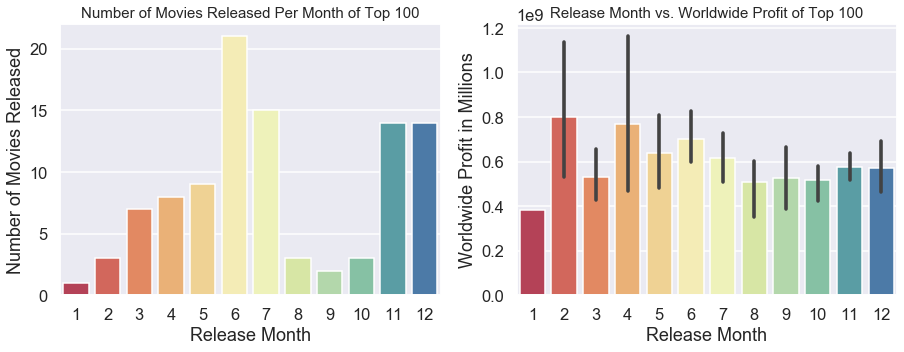 Number of Movies Released Per Month of Top 100
Number of Movies Released
20
15
10
5
0
1 2 3 4 5 6 7 8 9 10 11 12
Release Month
1e9 Release Month vs. Worldwide Profit of Top 100
Worldwide Profit in Millions
1.2
1.0
0.8
0.6
0.4
0.2
0.0
1 2 3 4 5 6 7 8 9 10 11 12
Release Month